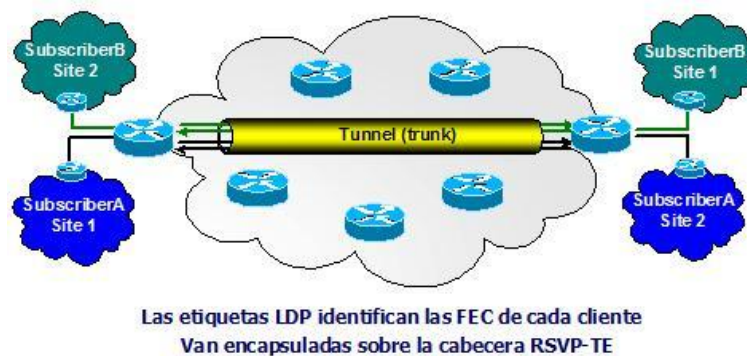 SubscriberB
Site 2
SubscriberB
Site 1
Tunnel (trunk)
SubscriberA
Site 1
SubscriberA
Site 2
Las etiquetas LDP identifican las FEC de cada cliente
Van encapsuladas sobre la cabecera RSVP-TE